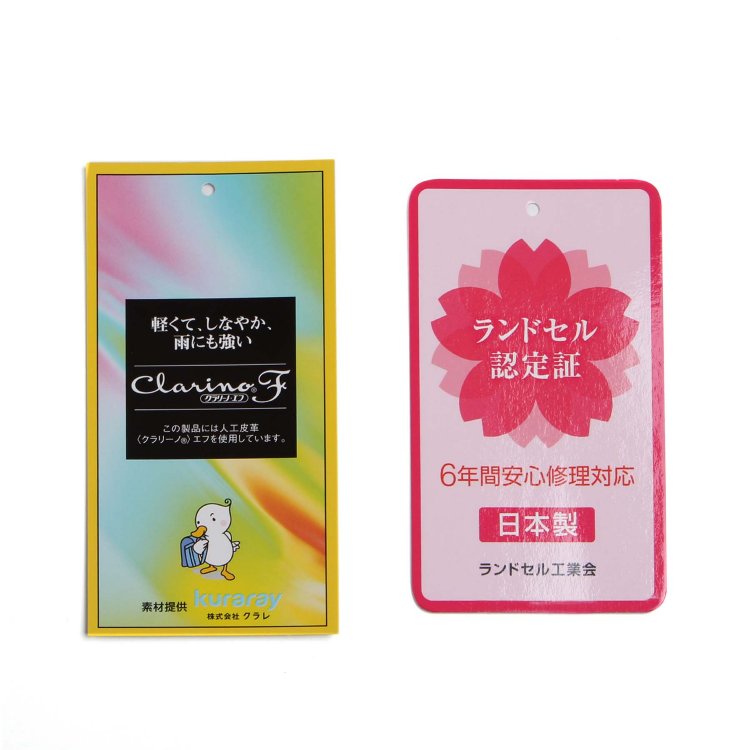 軽くて、しなやか、
雨にも強い
Clarino® F
クラリーノ エフ
この製品には人工皮革
〈クラリーノ®〉エフを使用しています。
素材提供 kuraray
株式会社 クラレ
ランドセル
認定証
6年間安心修理対応
日本製
ランドセル工業会